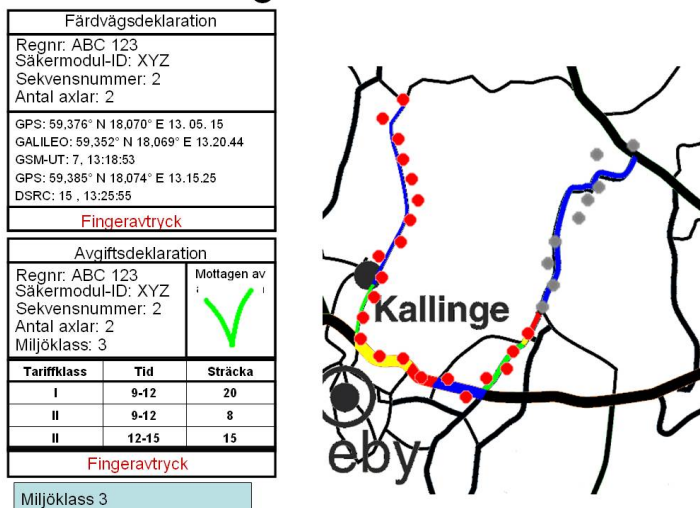 Färdvägsdeklaration
Regnr: ABC 123
Säkermodul-ID: XYZ
Sekvensnummer: 2
Antal axlar: 2
GPS: 59,376° N 18,070° E 13. 05. 15
GALILEO: 59,352° N 18,069° E 13.20.44
GSM-UT: 7, 13:18:53
GPS: 59,385° N 18,074° E 13.15.25
DSRC: 15 , 13:25:55
Fingeravtryck
Avgiftsdeklaration
Regnr: ABC 123
Säkermodul-ID: XYZ
Sekvensnummer: 2
Antal axlar: 2
Miljöklass: 3
Mottagen av
Tariffklass Tid Sträcka
I 9-12 20
II 9-12 8
II 12-15 15
Fingeravtryck
Miljöklass 3
Kallinge
eby